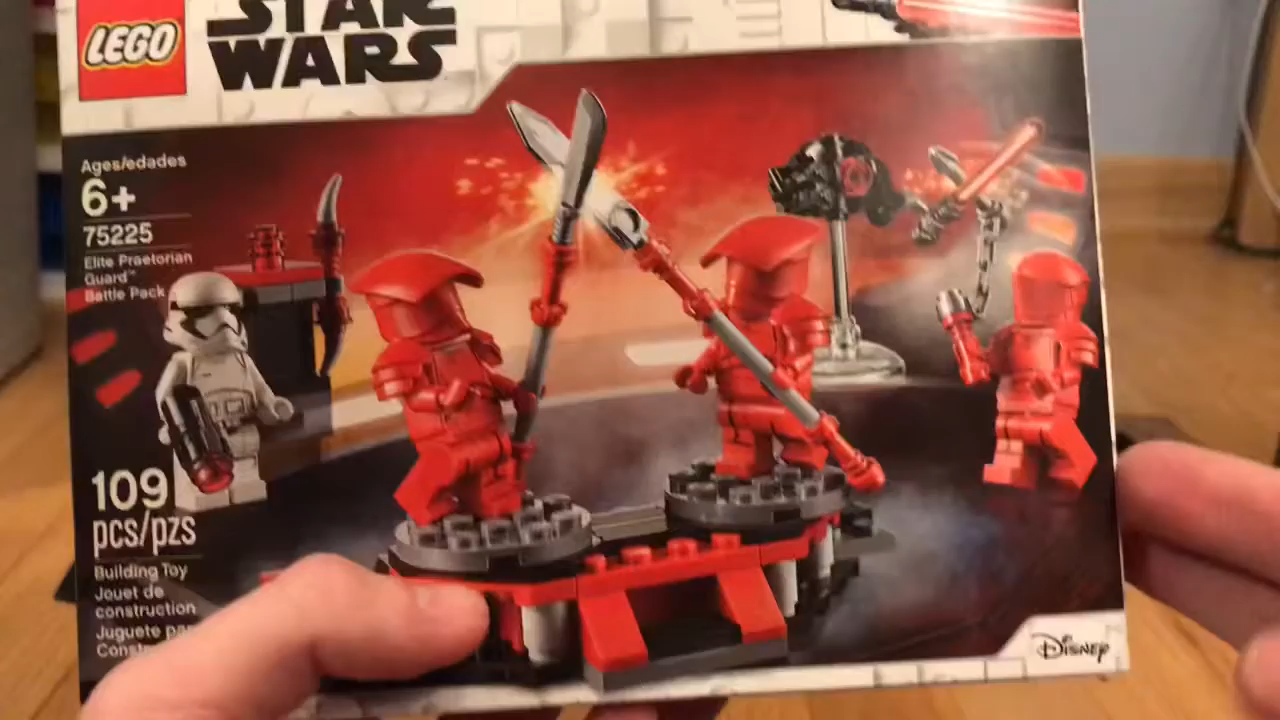 LEGO
STAR
WARS
Ages/edades
6+
75225
Elite Praetorian
Guard™
Battle Pack
109
pcs/pzs
Building Toy
Jouet de
construction
Juguete
Disney